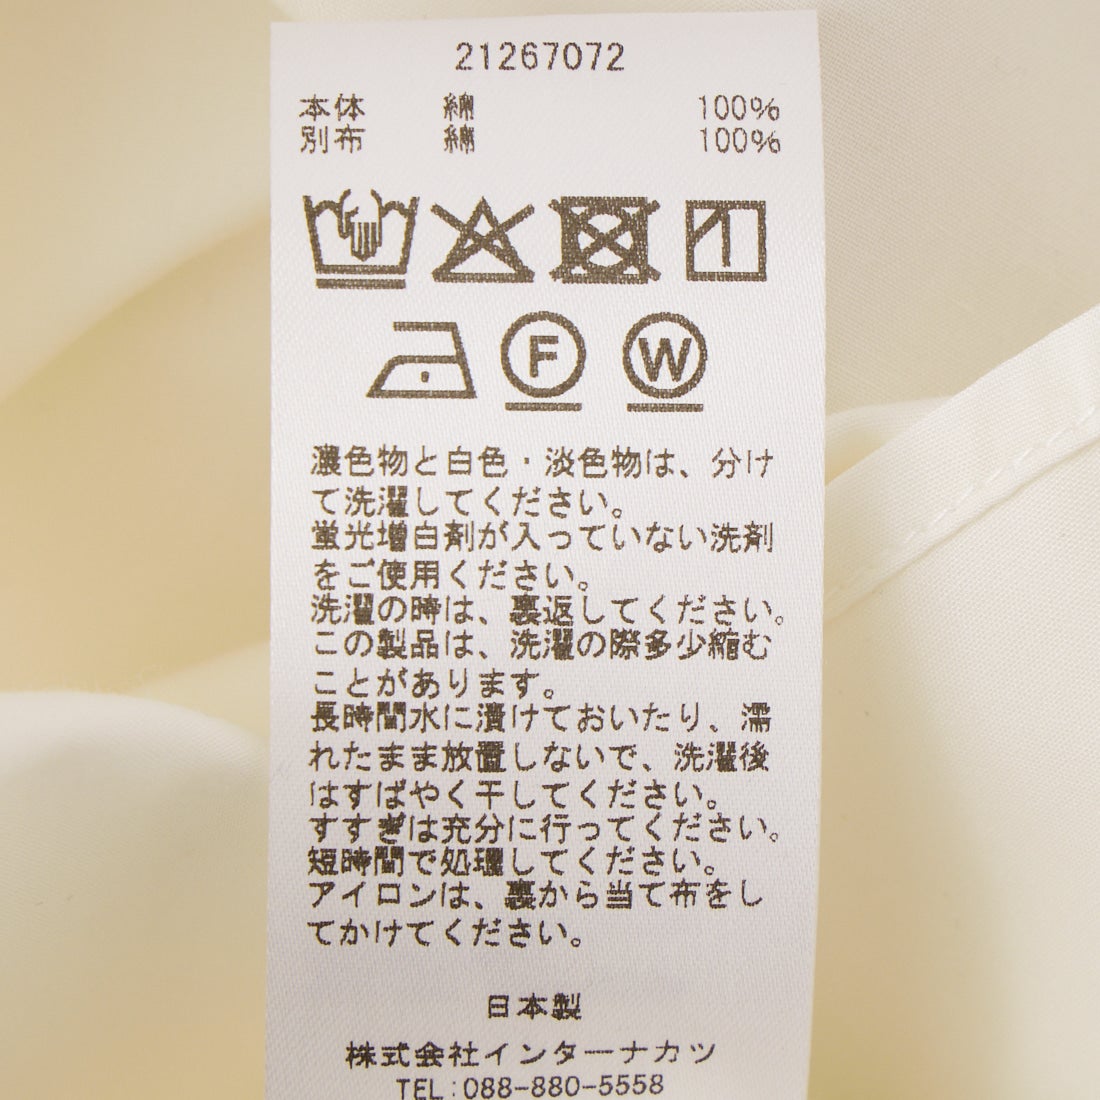 21267072
本体 綿 100%
別布 綿 100%
F W
濃色物と白色・淡色物は、分け
て洗濯してください。
蛍光増白剤が入っていない洗剤
をご使用ください。
洗濯の時は、裏返してください。
この製品は、洗濯の際多少縮む
ことがあります。
長時間水に漬けておいたり、濡
れたまま放置しないで、洗濯後
はすばやく干してください。
すすぎは充分に行ってください。
短時間で処理してください。
アイロンは、裏から当て布をし
てかけてください。
日本製
株式会社インターナカツ
TEL:088-880-5558